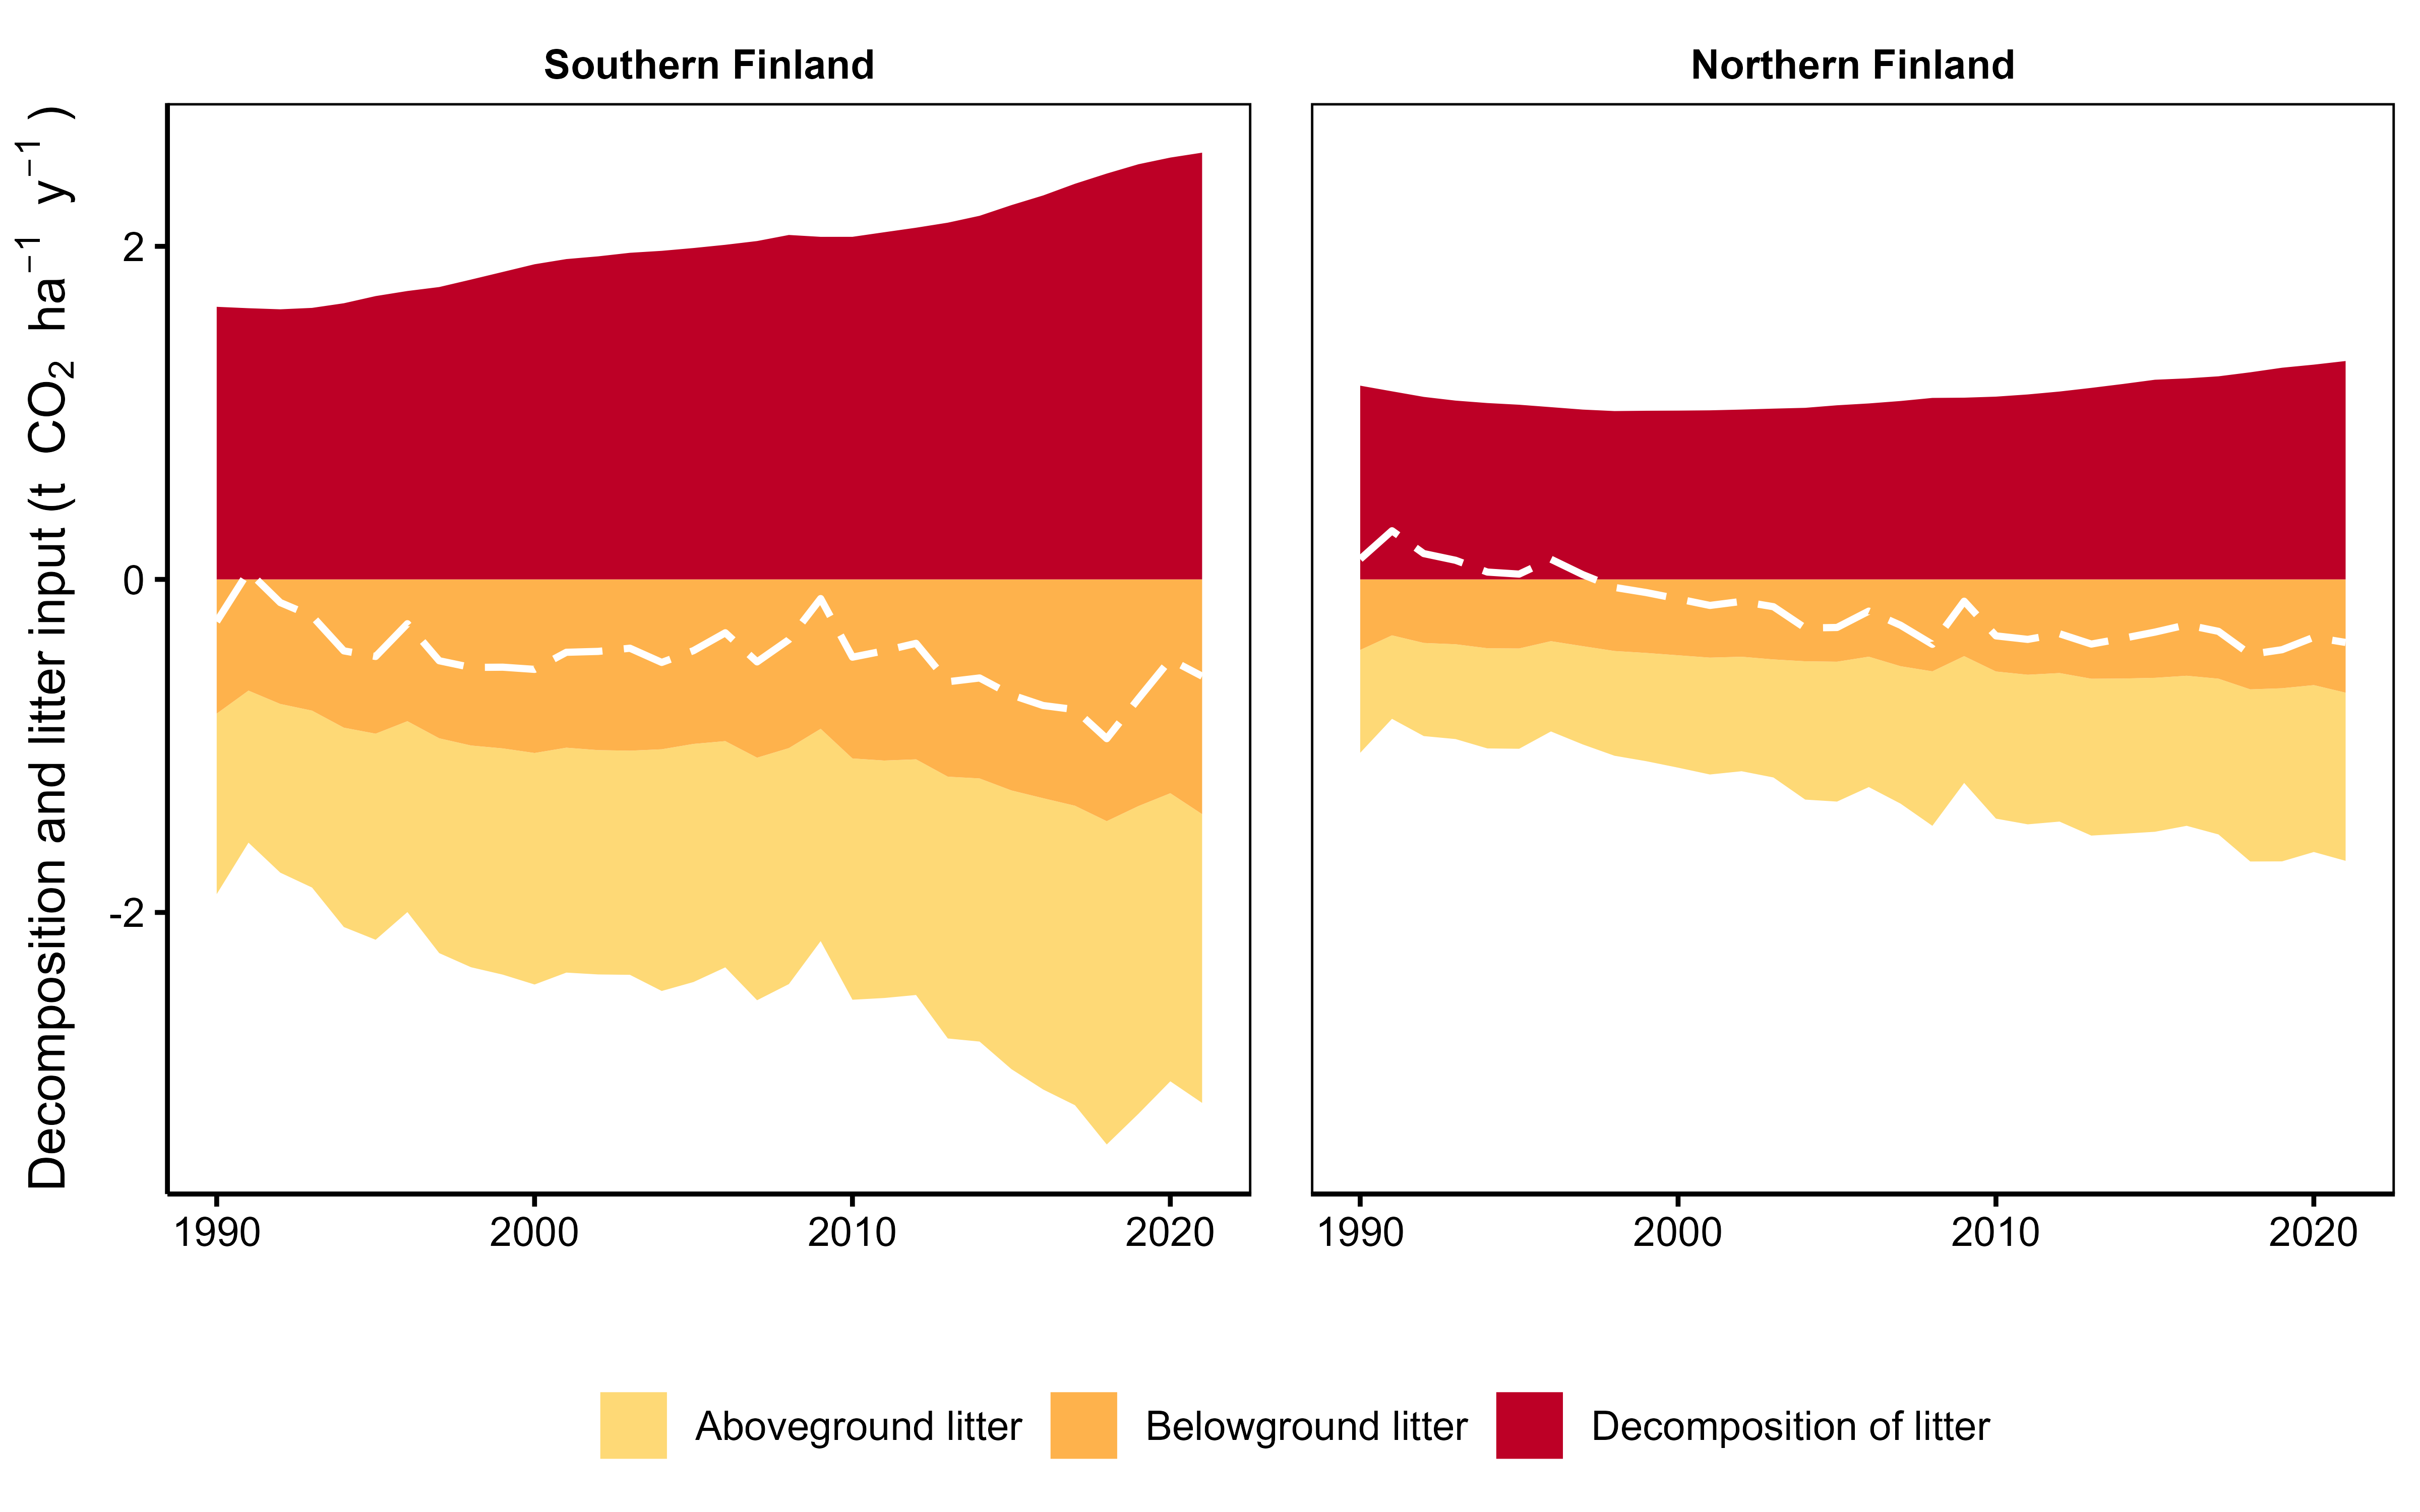 Southern Finland
Northern Finland
Decomposition and litter input (t CO₂ ha⁻¹ y⁻¹ )
2
0
-2
1990 2000 2010 2020
1990 2000 2010 2020
Aboveground litter Belowground litter Decomposition of litter